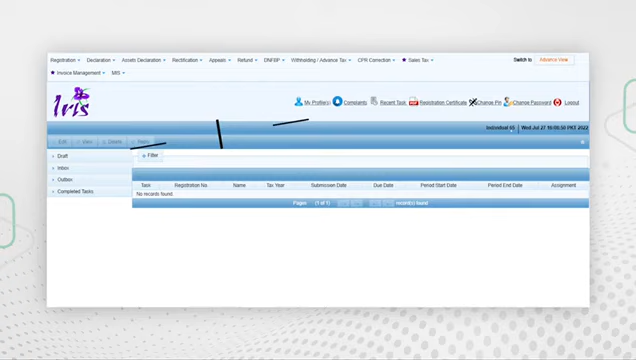 Registration Declaration Assets Declaration Rectification Appeals Refund DNFBP Withholding / Advance Tax CPR Correction Sales Tax Switch to Advance View
Invoice Management MIS
Iris
My Profile Complaints Recent Task Registration Certificate Change Pin Change Password Logout
Individual Wed Jul 27 16:06:50 PKT 2022
Edit View Delete
Draft Filter
Inbox
Outbox
Completed Tasks
Task Registration No. Name Tax Year Submission Date Due Date Period Start Date Period End Date Assignment
No records found.
Pages (1 of 1) record(s) found